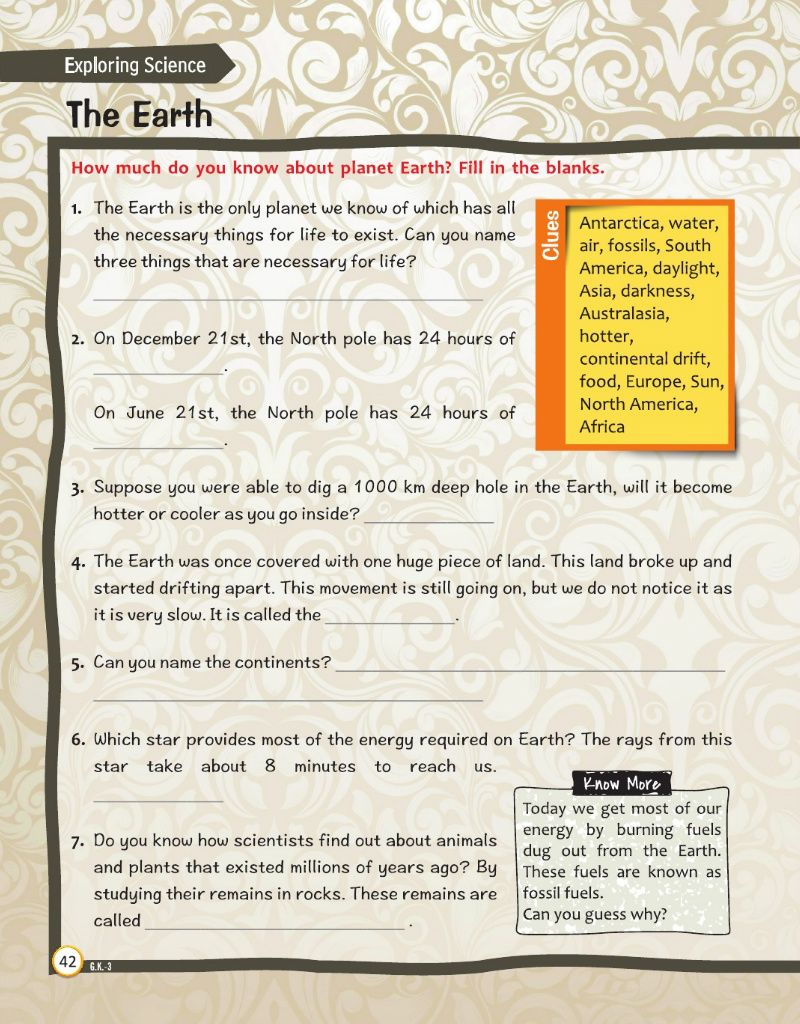 Exploring Science
The Earth
How much do you know about planet Earth? Fill in the blanks.
1. The Earth is the only planet we know of which has all
the necessary things for life to exist. Can you name
three things that are necessary for life?
Clues
Antarctica, water,
air, fossils, South
America, daylight,
Asia, darkness,
Australasia,
hotter,
continental drift,
food, Europe, Sun,
North America,
Africa
2. On December 21st, the North pole has 24 hours of
____________.
On June 21st, the North pole has 24 hours of
____________.
3. Suppose you were able to dig a 1000 km deep hole in the Earth, will it become
hotter or cooler as you go inside? ____________
4. The Earth was once covered with one huge piece of land. This land broke up and
started drifting apart. This movement is still going on, but we do not notice it as
it is very slow. It is called the ____________.
5. Can you name the continents? ____________
6. Which star provides most of the energy required on Earth? The rays from this
star take about 8 minutes to reach us.
____________
7. Do you know how scientists find out about animals
and plants that existed millions of years ago? By
studying their remains in rocks. These remains are
called ____________ .
Know More
Today we get most of our
energy by burning fuels
dug out from the Earth.
These fuels are known as
fossil fuels.
Can you guess why?
42
G.K.-3